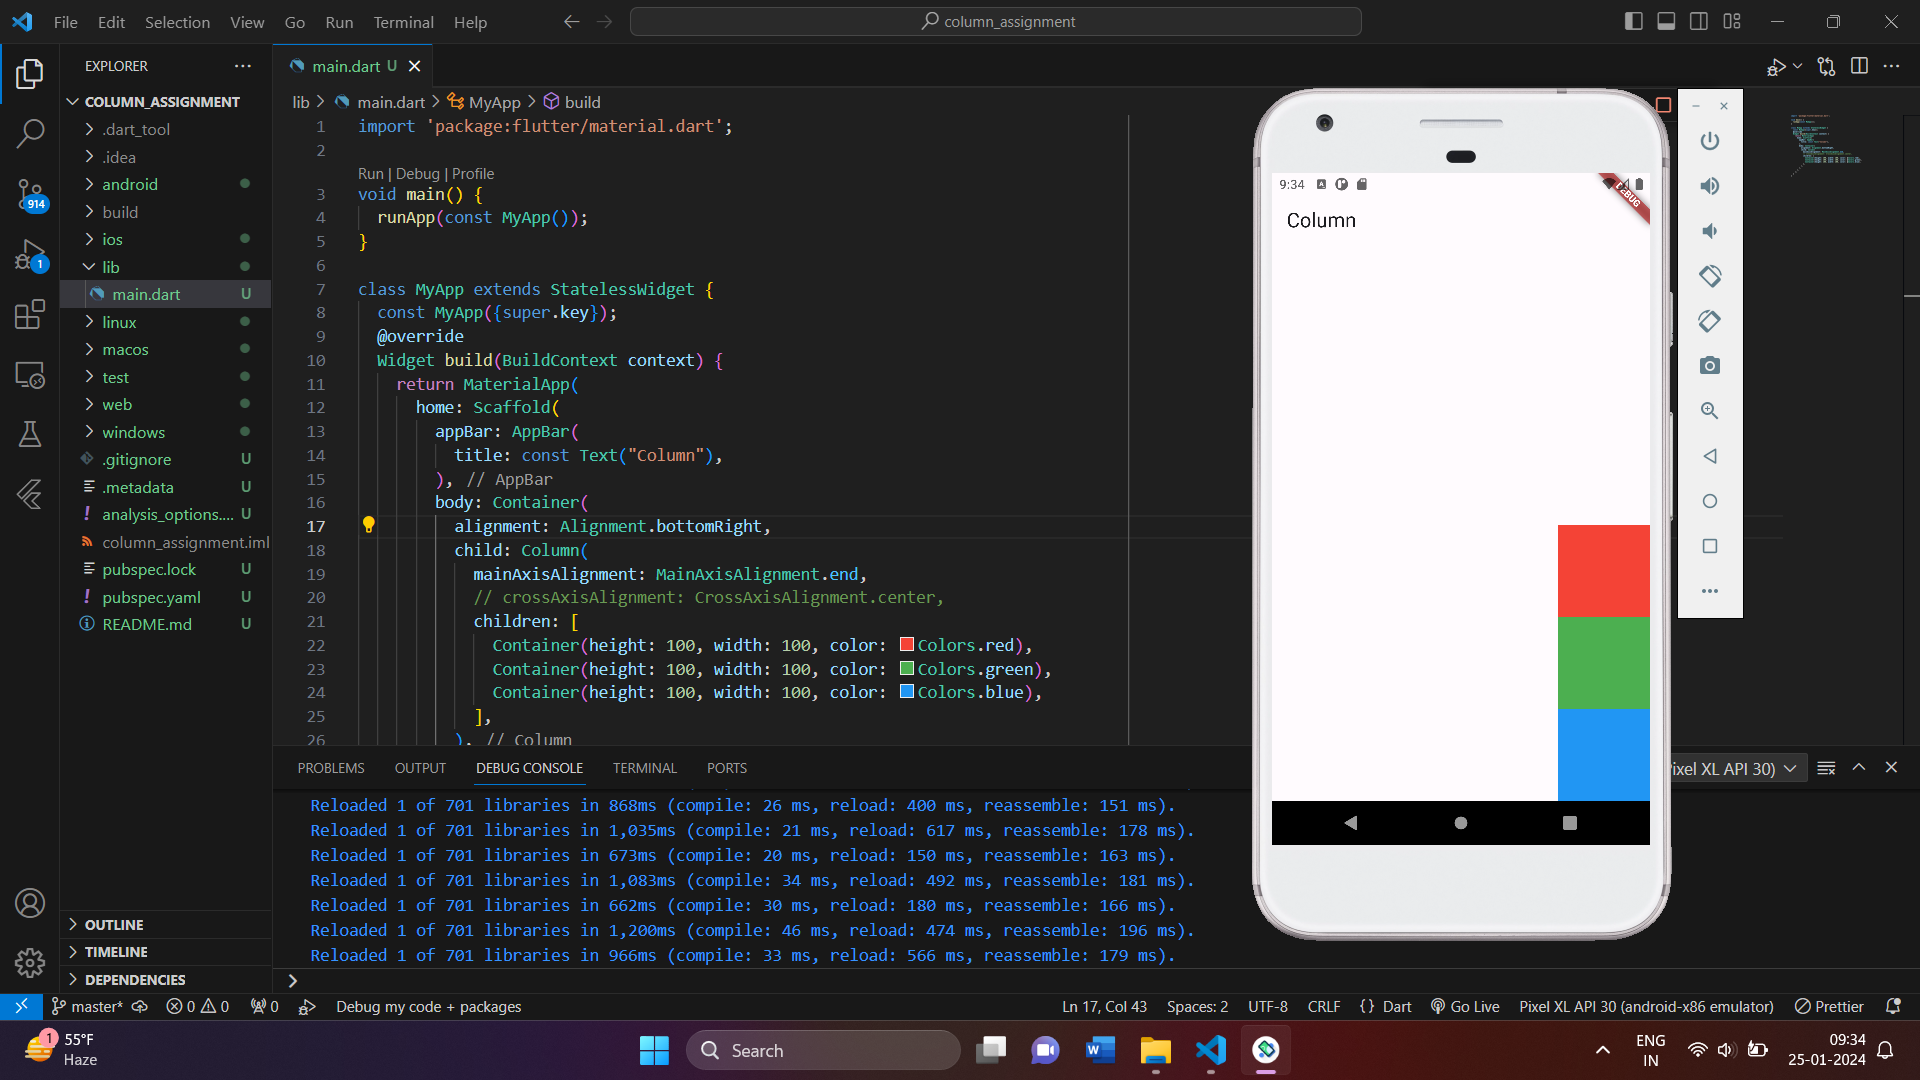 File Edit Selection View Go Run Terminal Help
column_assignment
EXPLORER
COLUMN_ASSIGNMENT
.dart_tool
.idea
android
build
ios
lib
main.dart U
linux
macos
test
web
windows
.gitignore U
.metadata U
analysis_options.... U
column_assignment.iml
pubspec.lock U
pubspec.yaml U
README.md U
OUTLINE
TIMELINE
DEPENDENCIES
914
1
main.dart U
lib > main.dart > MyApp > build
1 import 'package:flutter/material.dart';
2
Run | Debug | Profile
3 void main() {
4 runApp(const MyApp());
5 }
6
7 class MyApp extends StatelessWidget {
8 const MyApp({super.key});
9 @override
10 Widget build(BuildContext context) {
11 return MaterialApp(
12 home: Scaffold(
13 appBar: AppBar(
14 title: const Text("Column"),
15 ), // AppBar
16 body: Container(
17 alignment: Alignment.bottomRight,
18 child: Column(
19 mainAxisAlignment: MainAxisAlignment.end,
20 // crossAxisAlignment: CrossAxisAlignment.center,
21 children: [
22 Container(height: 100, width: 100, color: Colors.red),
23 Container(height: 100, width: 100, color: Colors.green),
24 Container(height: 100, width: 100, color: Colors.blue),
25 ],
26 ), // Column
9:34
DEBUG
Column
PROBLEMS OUTPUT DEBUG CONSOLE TERMINAL PORTS
ixel XL API 30)
Reloaded 1 of 701 libraries in 868ms (compile: 26 ms, reload: 400 ms, reassemble: 151 ms).
Reloaded 1 of 701 libraries in 1,035ms (compile: 21 ms, reload: 617 ms, reassemble: 178 ms).
Reloaded 1 of 701 libraries in 673ms (compile: 20 ms, reload: 150 ms, reassemble: 163 ms).
Reloaded 1 of 701 libraries in 1,083ms (compile: 34 ms, reload: 492 ms, reassemble: 181 ms).
Reloaded 1 of 701 libraries in 662ms (compile: 30 ms, reload: 180 ms, reassemble: 166 ms).
Reloaded 1 of 701 libraries in 1,200ms (compile: 46 ms, reload: 474 ms, reassemble: 196 ms).
Reloaded 1 of 701 libraries in 966ms (compile: 33 ms, reload: 566 ms, reassemble: 179 ms).
master* 0 0 0 Debug my code + packages Ln 17, Col 43 Spaces: 2 UTF-8 CRLF {} Dart Go Live Pixel XL API 30 (android-x86 emulator) Prettier
1
55°F
Haze
Search
ENG
IN
09:34
25-01-2024